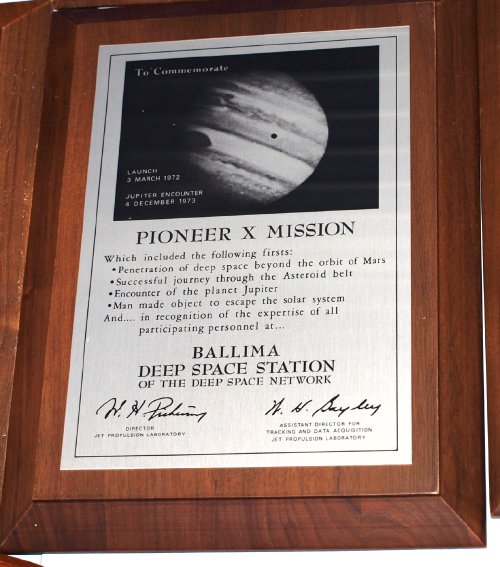 To Commemorate
LAUNCH
3 MARCH 1972
JUPITER ENCOUNTER
4 DECEMBER 1973
PIONEER X MISSION
Which included the following firsts:
•Penetration of deep space beyond the orbit of Mars
•Successful journey through the Asteroid belt
•Encounter of the planet Jupiter
•Man made object to escape the solar system
And.... in recognition of the expertise of all
participating personnel at...
BALLIMA
DEEP SPACE STATION
OF THE DEEP SPACE NETWORK
W. H. Pickering
DIRECTOR
JET PROPULSION LABORATORY
W. H. Bayley
ASSISTANT DIRECTOR FOR
TRACKING AND DATA ACQUISITION
JET PROPULSION LABORATORY